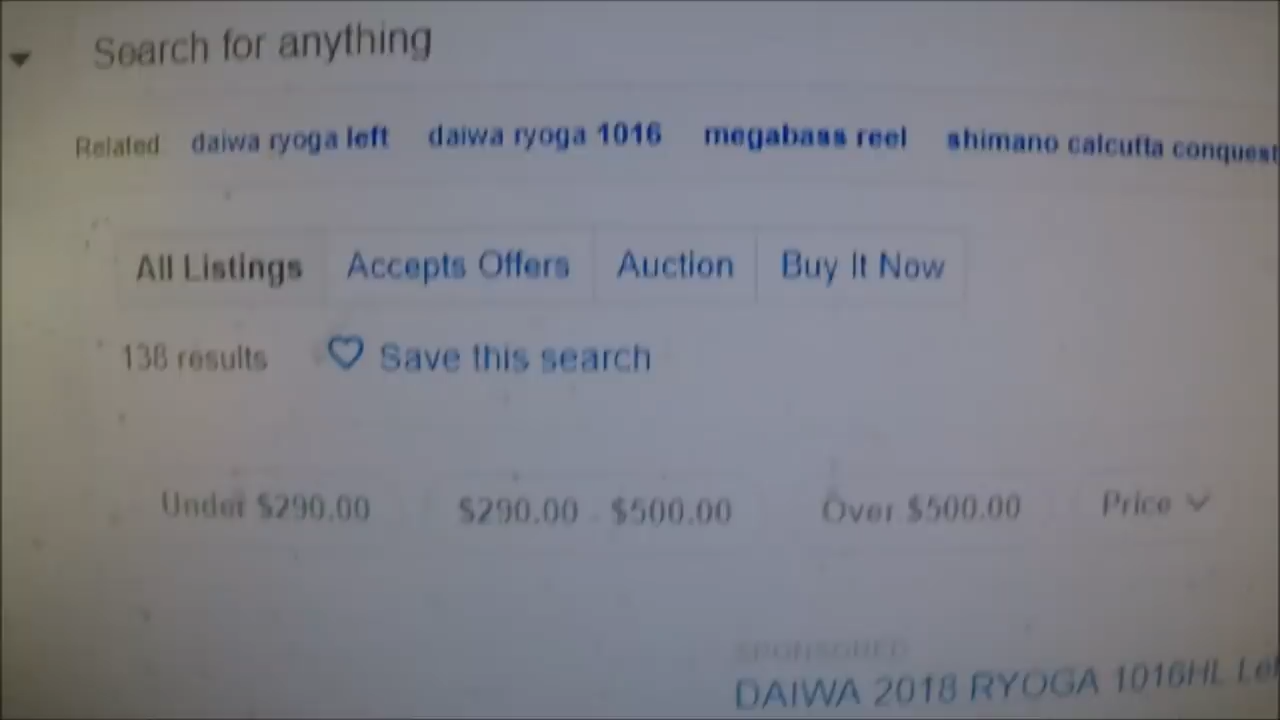 Search for anything
Related daiwa ryoga left daiwa ryoga 1016 megabass reel shimano calcutta conquest
All Listings Accepts Offers Auction Buy It Now
138 results Save this search
Under $290.00 $290.00 - $500.00 Over $500.00 Price
SPONSORED
DAIWA 2018 RYOGA 1016HL